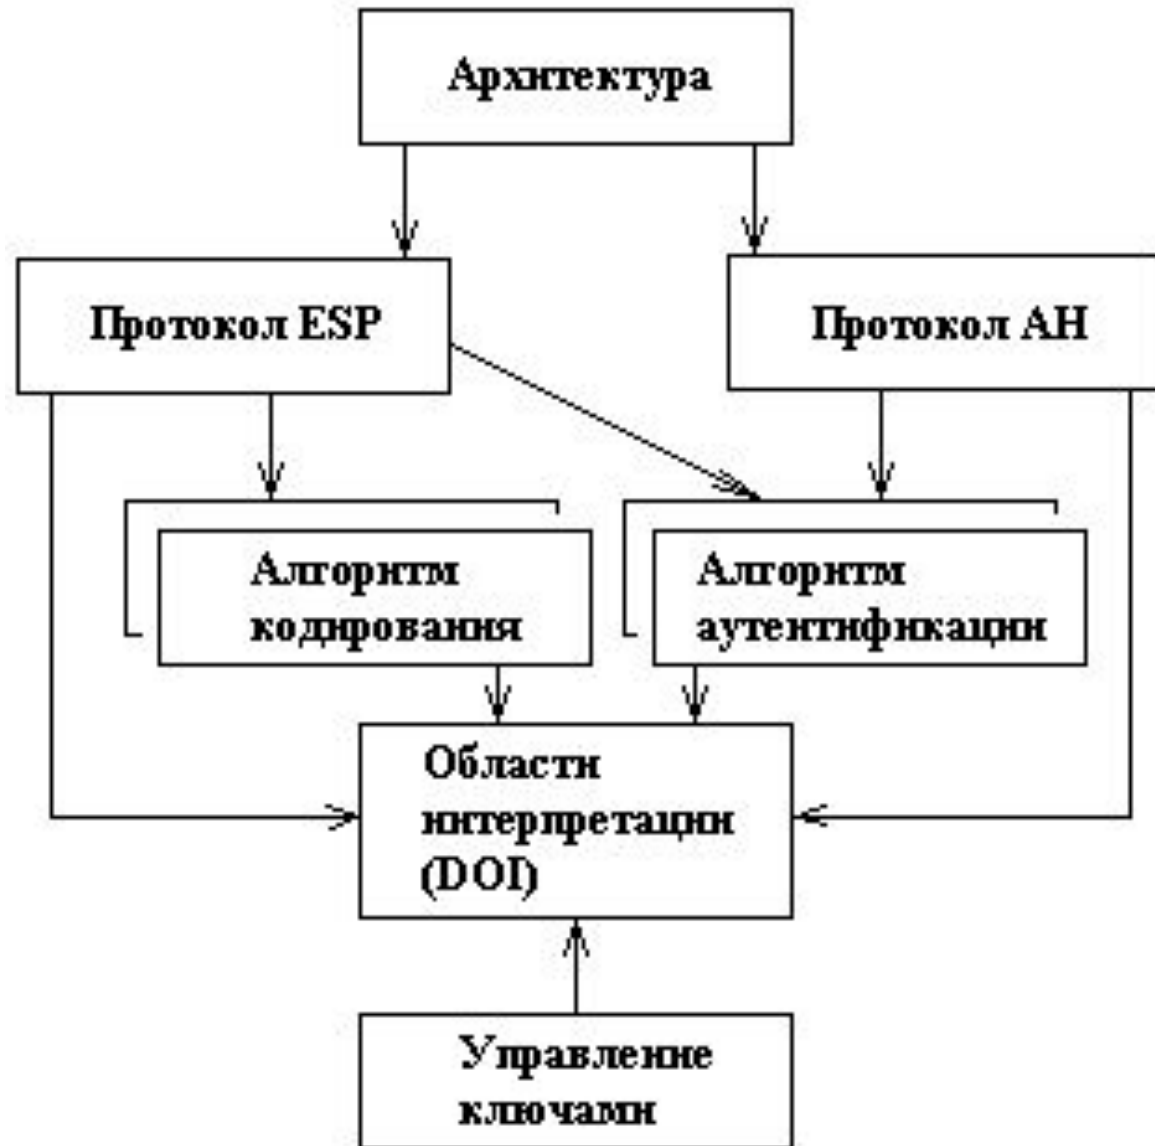 Архитектура
Протокол ESP
Протокол AH
Алгоритм
кодирования
Алгоритм
аутентификации
Области
интерпретации
(DOI)
Управление
ключами